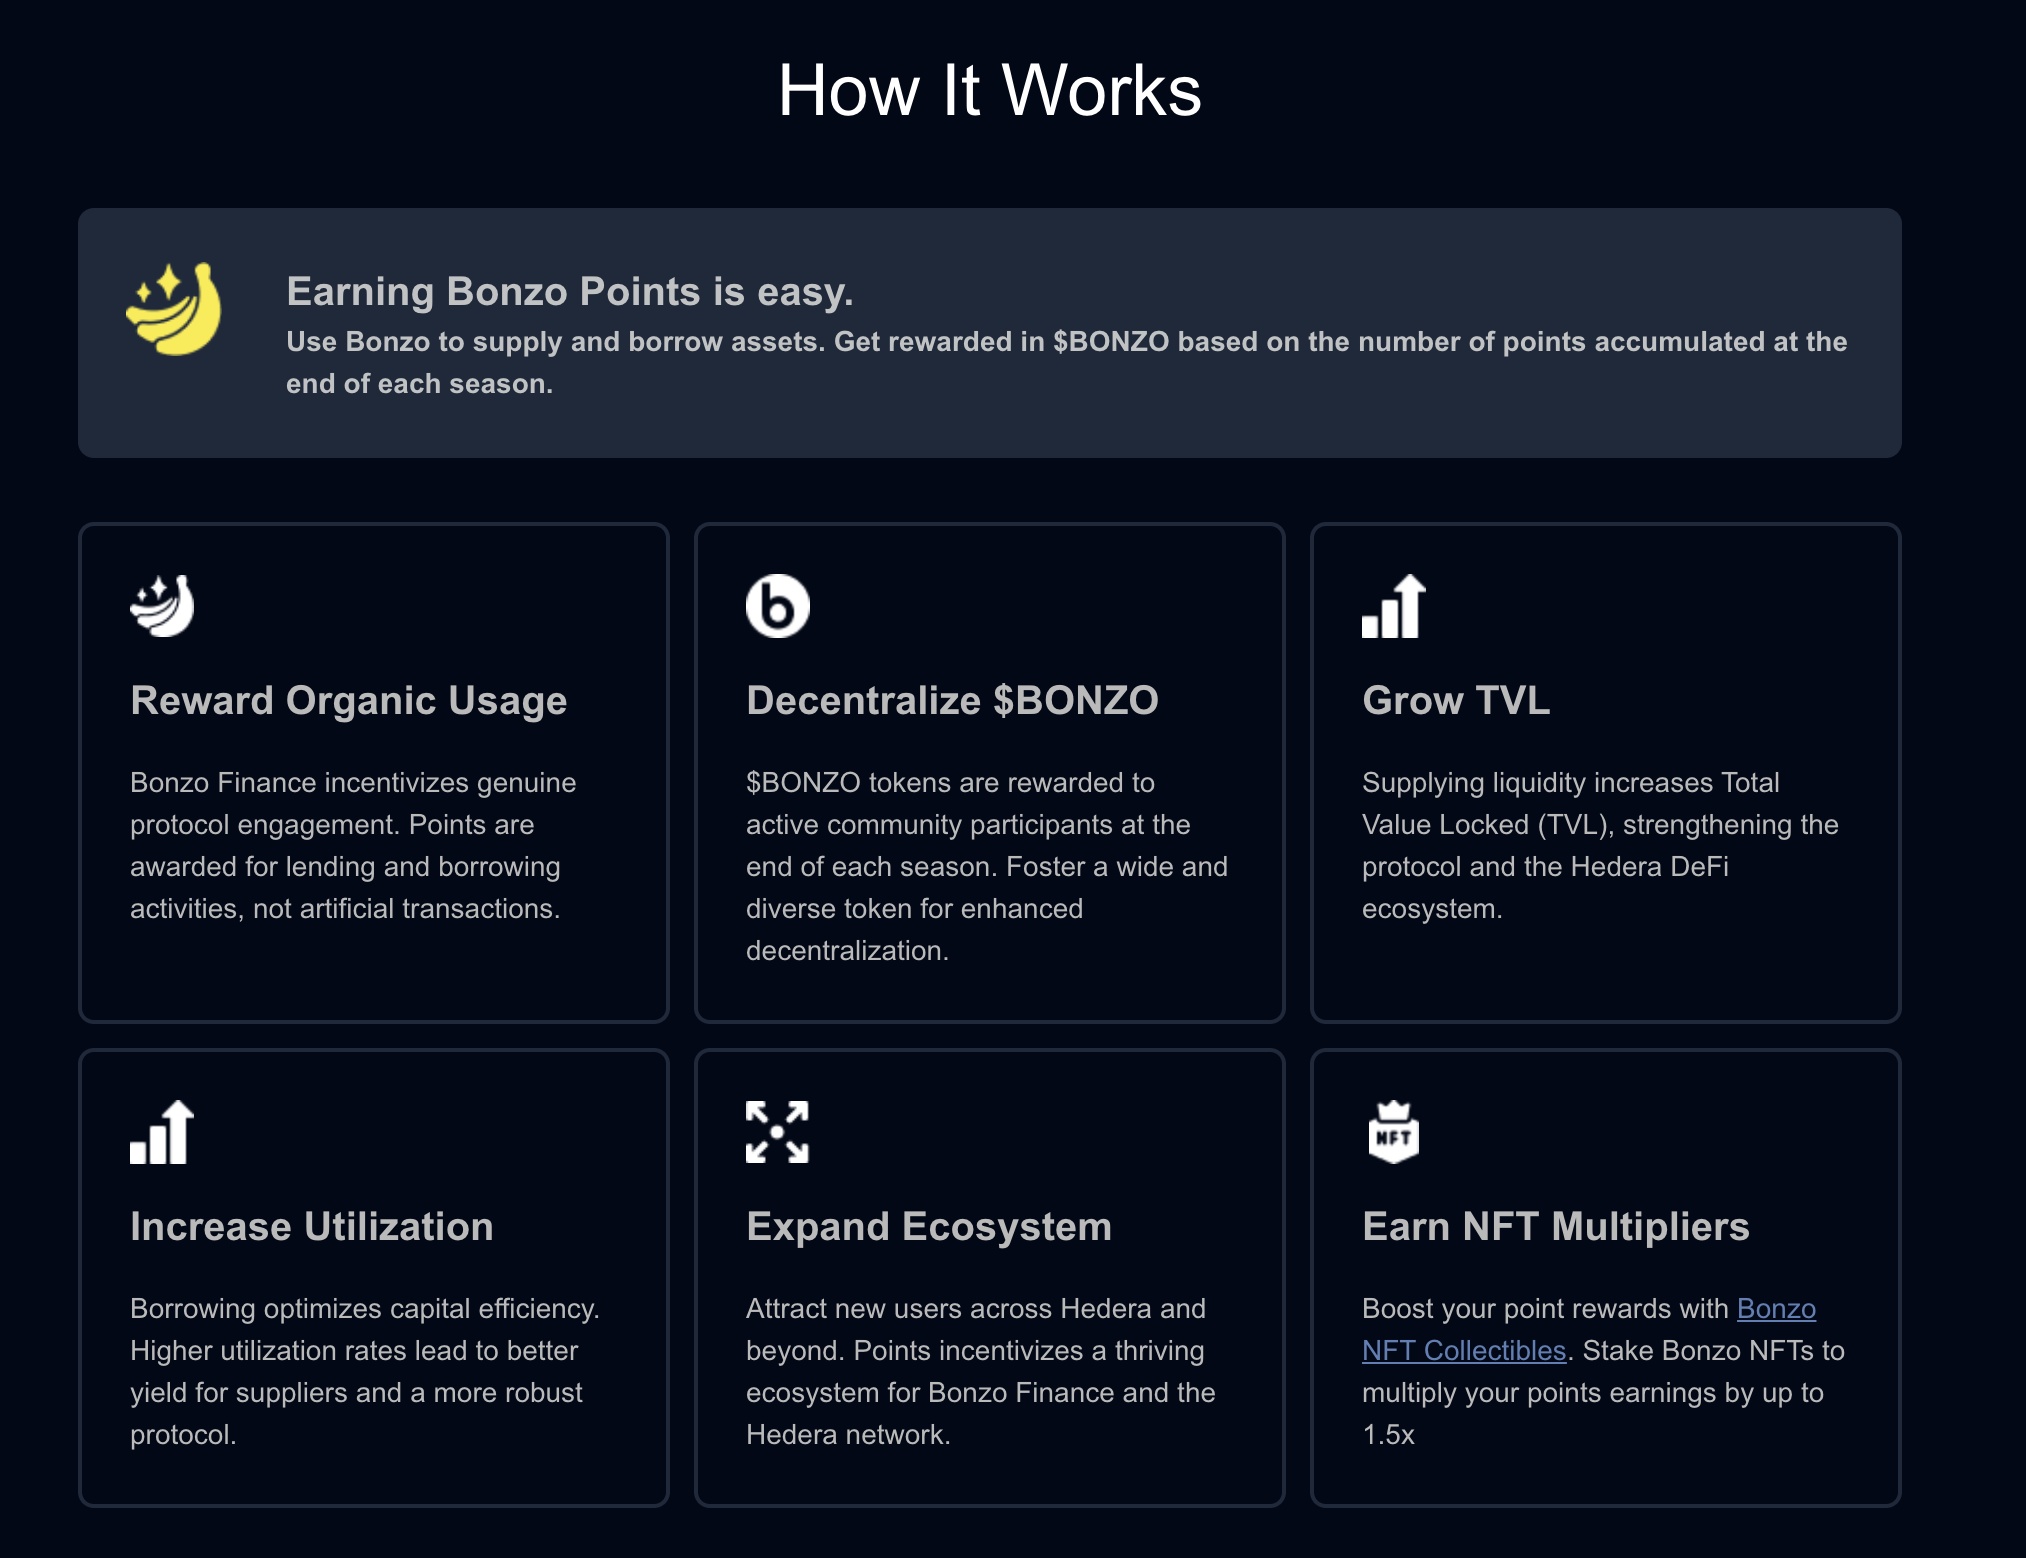 How It Works
Earning Bonzo Points is easy.
Use Bonzo to supply and borrow assets. Get rewarded in $BONZO based on the number of points accumulated at the
end of each season.
Reward Organic Usage
Bonzo Finance incentivizes genuine
protocol engagement. Points are
awarded for lending and borrowing
activities, not artificial transactions.
b
Decentralize $BONZO
$BONZO tokens are rewarded to
active community participants at the
end of each season. Foster a wide and
diverse token for enhanced
decentralization.
Grow TVL
Supplying liquidity increases Total
Value Locked (TVL), strengthening the
protocol and the Hedera DeFi
ecosystem.
Increase Utilization
Borrowing optimizes capital efficiency.
Higher utilization rates lead to better
yield for suppliers and a more robust
protocol.
Expand Ecosystem
Attract new users across Hedera and
beyond. Points incentivizes a thriving
ecosystem for Bonzo Finance and the
Hedera network.
NFT
Earn NFT Multipliers
Boost your point rewards with Bonzo
NFT Collectibles. Stake Bonzo NFTs to
multiply your points earnings by up to
1.5x